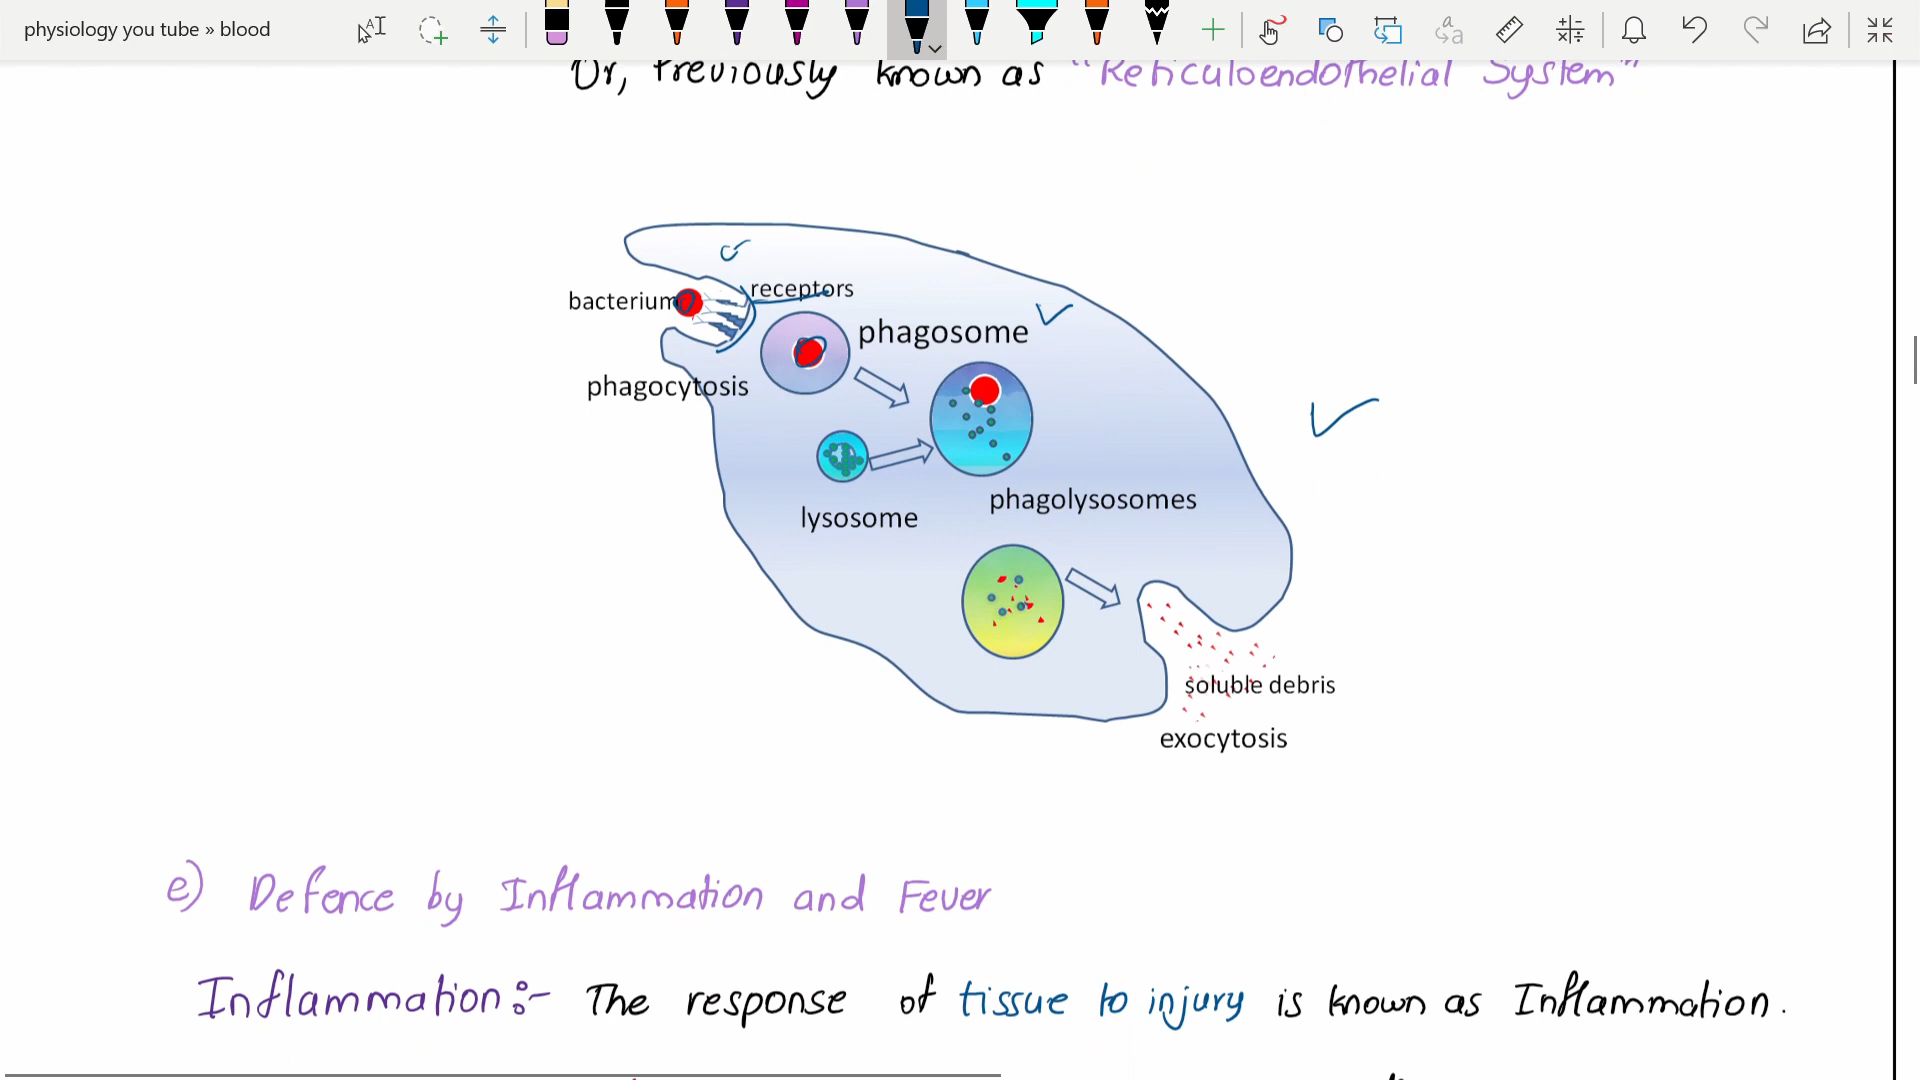 physiology you tube » blood
Or, Previously known as "Reticuloendothelial System"
receptors
bacterium
phagosome
phagocytosis
phagolysosomes
lysosome
soluble debris
exocytosis
e) Defence by Inflammation and Fever
Inflammation:- The response of tissue to injury is known as Inflammation.